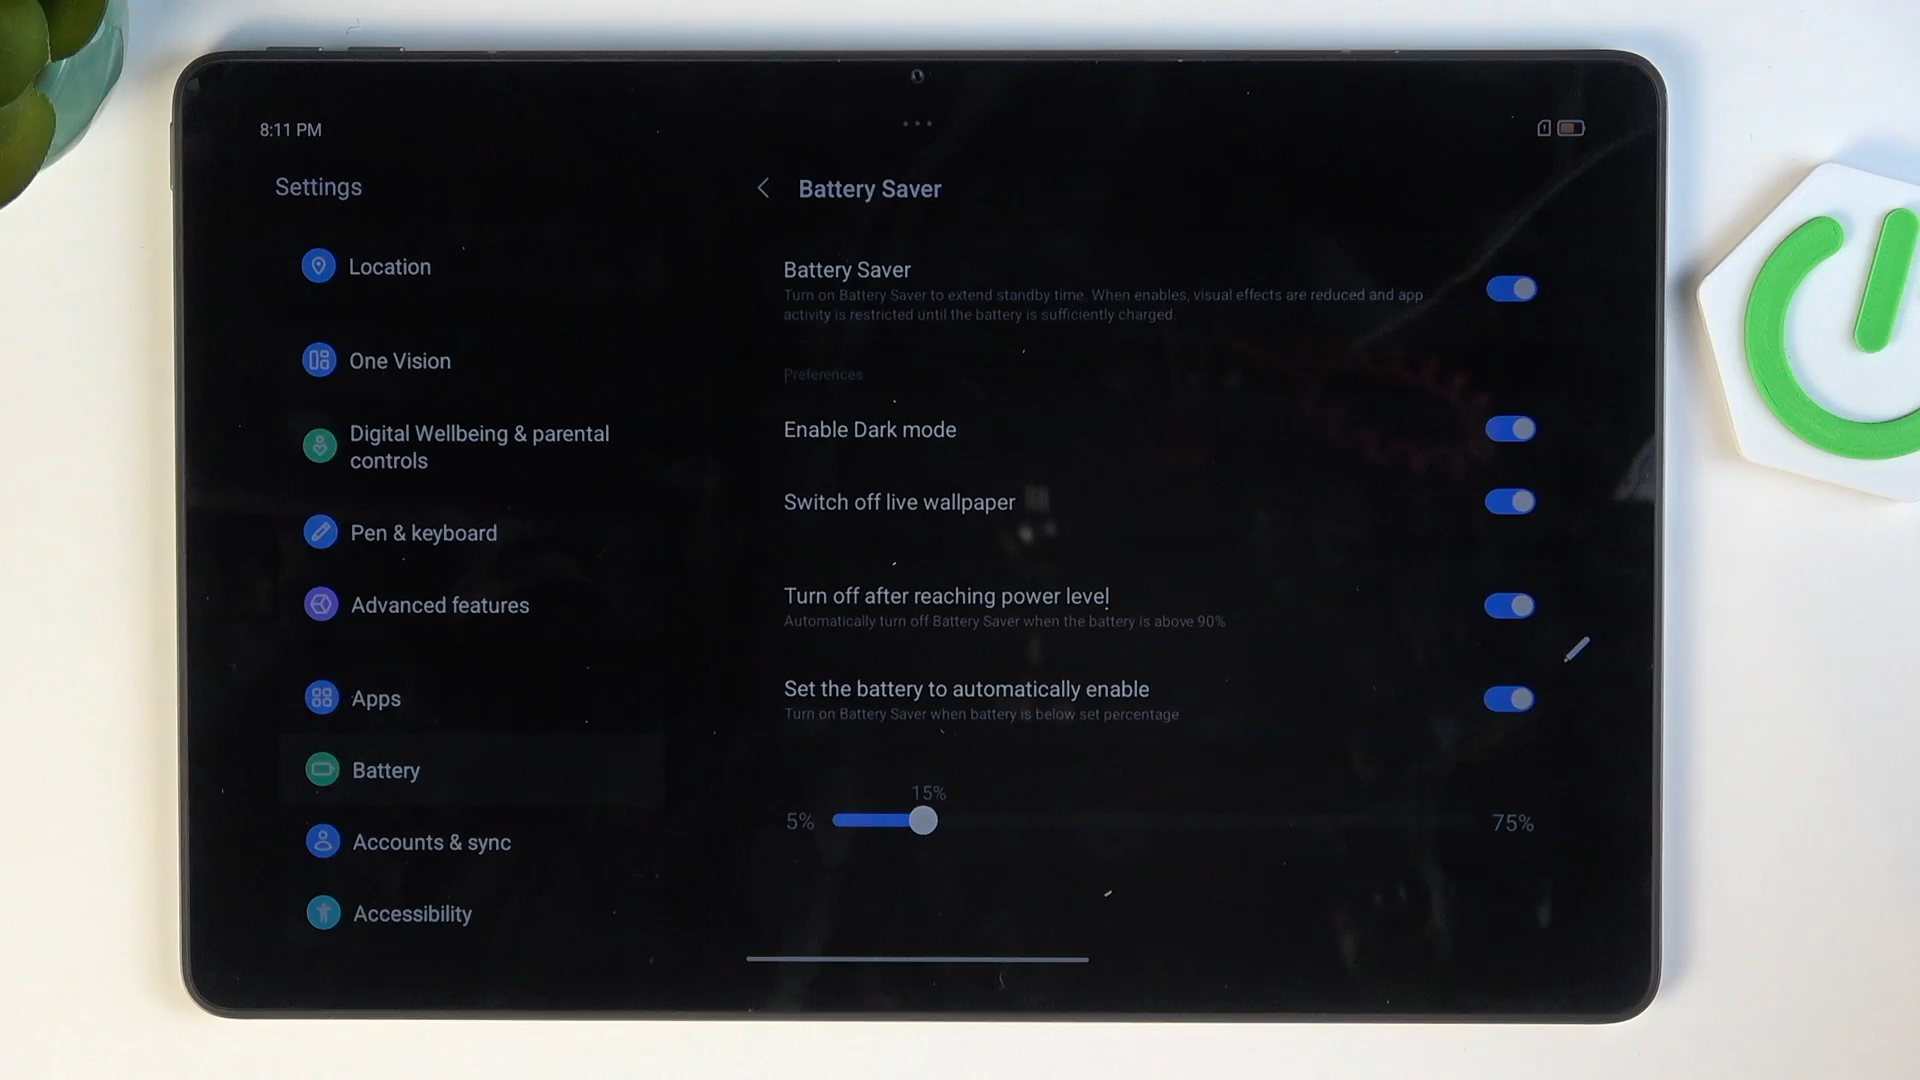 8:11 PM
Settings
Location
One Vision
Digital Wellbeing & parental
controls
Pen & keyboard
Advanced features
Apps
Battery
Accounts & sync
Accessibility
Battery Saver
Battery Saver
Turn on Battery Saver to extend standby time. When enables, visual effects are reduced and app
activity is restricted until the battery is sufficiently charged.
Preferences
Enable Dark mode
Switch off live wallpaper
Turn off after reaching power level
Automatically turn off Battery Saver when the battery is above 90%
Set the battery to automatically enable
Turn on Battery Saver when battery is below set percentage
15%
5%
75%